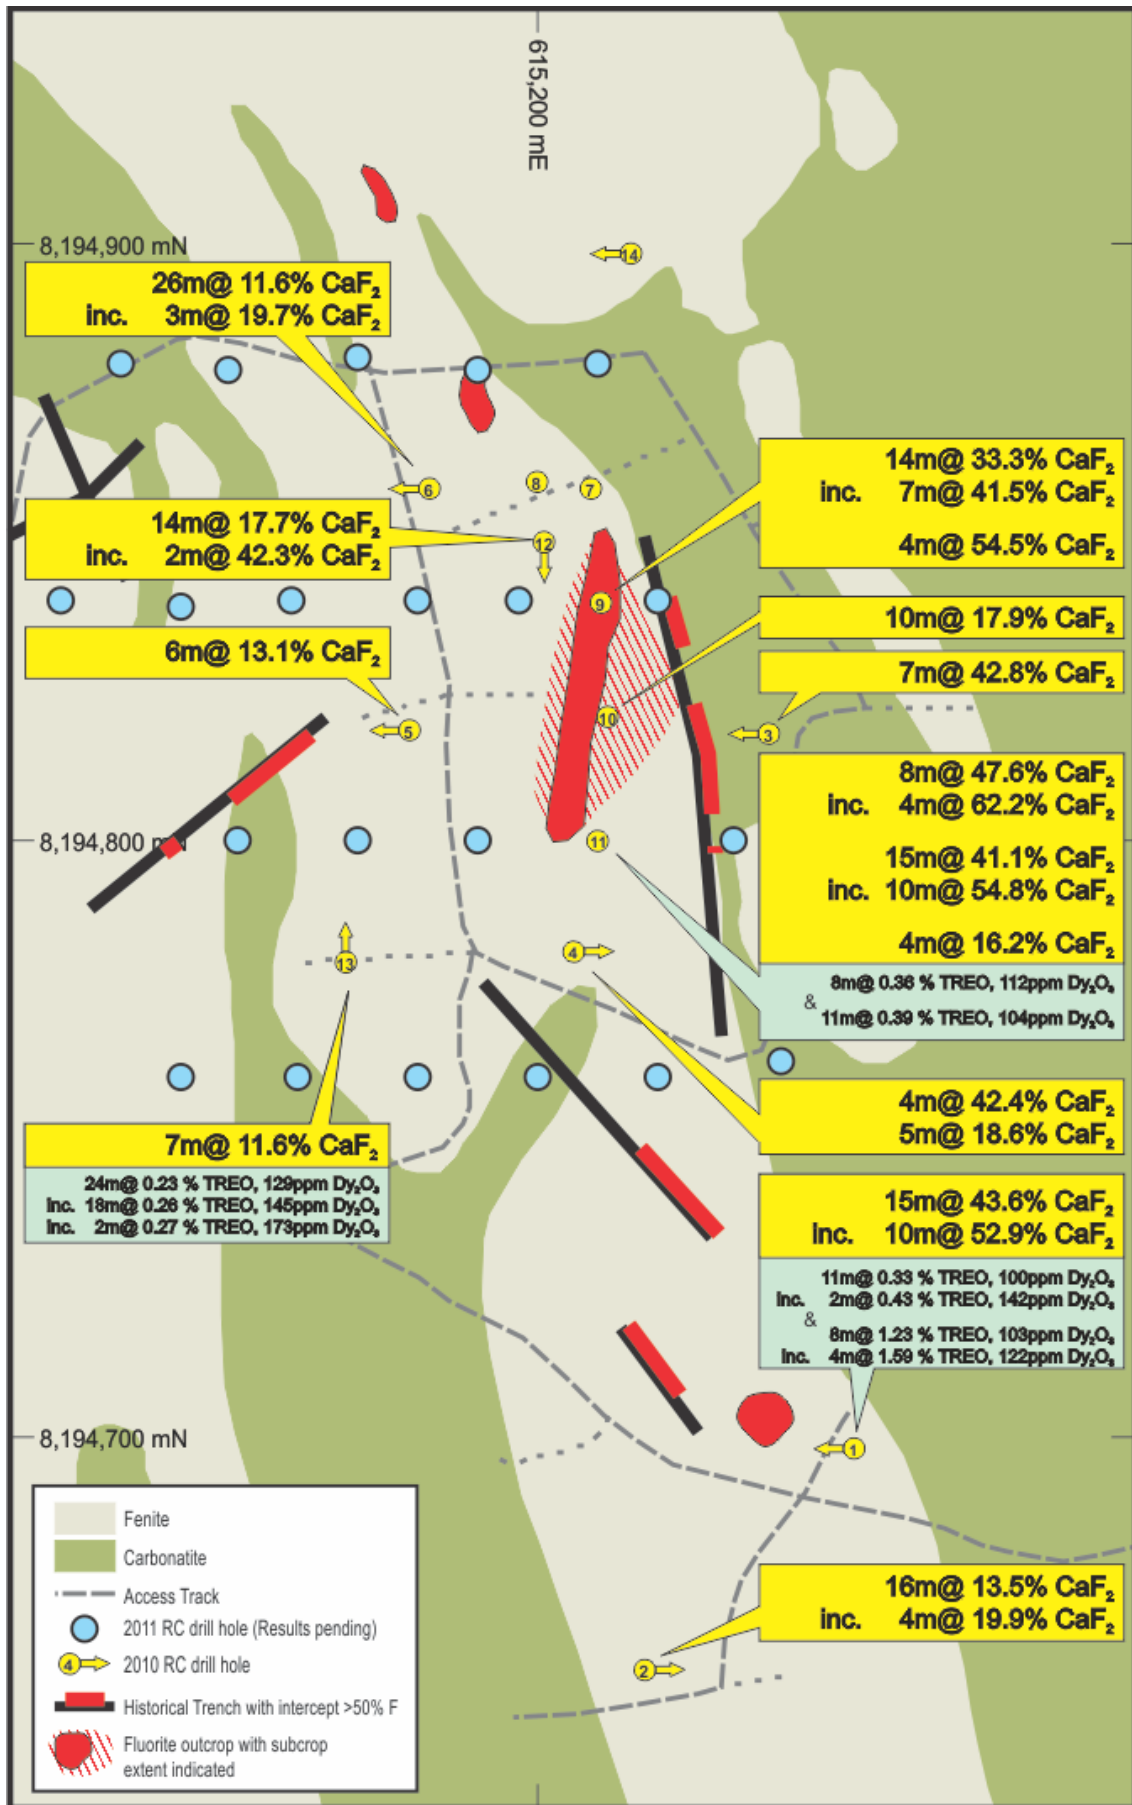 615,200 mE
8,194,900 mN
14
26m@ 11.6% CaF₂
inc. 3m@ 19.7% CaF₂
6
8
7
14m@ 33.3% CaF₂
inc. 7m@ 41.5% CaF₂
4m@ 54.5% CaF₂
14m@ 17.7% CaF₂
inc. 2m@ 42.3% CaF₂
12
9
10m@ 17.9% CaF₂
6m@ 13.1% CaF₂
7m@ 42.8% CaF₂
10
5
3
8m@ 47.6% CaF₂
inc. 4m@ 62.2% CaF₂
15m@ 41.1% CaF₂
inc. 10m@ 54.8% CaF₂
4m@ 16.2% CaF₂
8m@ 0.36 % TREO, 112ppm Dy₂O₃
&
11m@ 0.39 % TREO, 104ppm Dy₂O₃
8,194,800 mN
11
4
13
4m@ 42.4% CaF₂
5m@ 18.6% CaF₂
7m@ 11.6% CaF₂
24m@ 0.23 % TREO, 129ppm Dy₂O₃
Inc. 18m@ 0.26 % TREO, 145ppm Dy₂O₃
Inc. 2m@ 0.27 % TREO, 173ppm Dy₂O₃
15m@ 43.6% CaF₂
inc. 10m@ 52.9% CaF₂
11m@ 0.33 % TREO, 100ppm Dy₂O₃
Inc. 2m@ 0.43 % TREO, 142ppm Dy₂O₃
&
8m@ 1.23 % TREO, 103ppm Dy₂O₃
Inc. 4m@ 1.59 % TREO, 122ppm Dy₂O₃
8,194,700 mN
1
16m@ 13.5% CaF₂
inc. 4m@ 19.9% CaF₂
2
Fenite
Carbonatite
Access Track
2011 RC drill hole (Results pending)
4
2010 RC drill hole
Historical Trench with intercept >50% F
Fluorite outcrop with subcrop
extent indicated